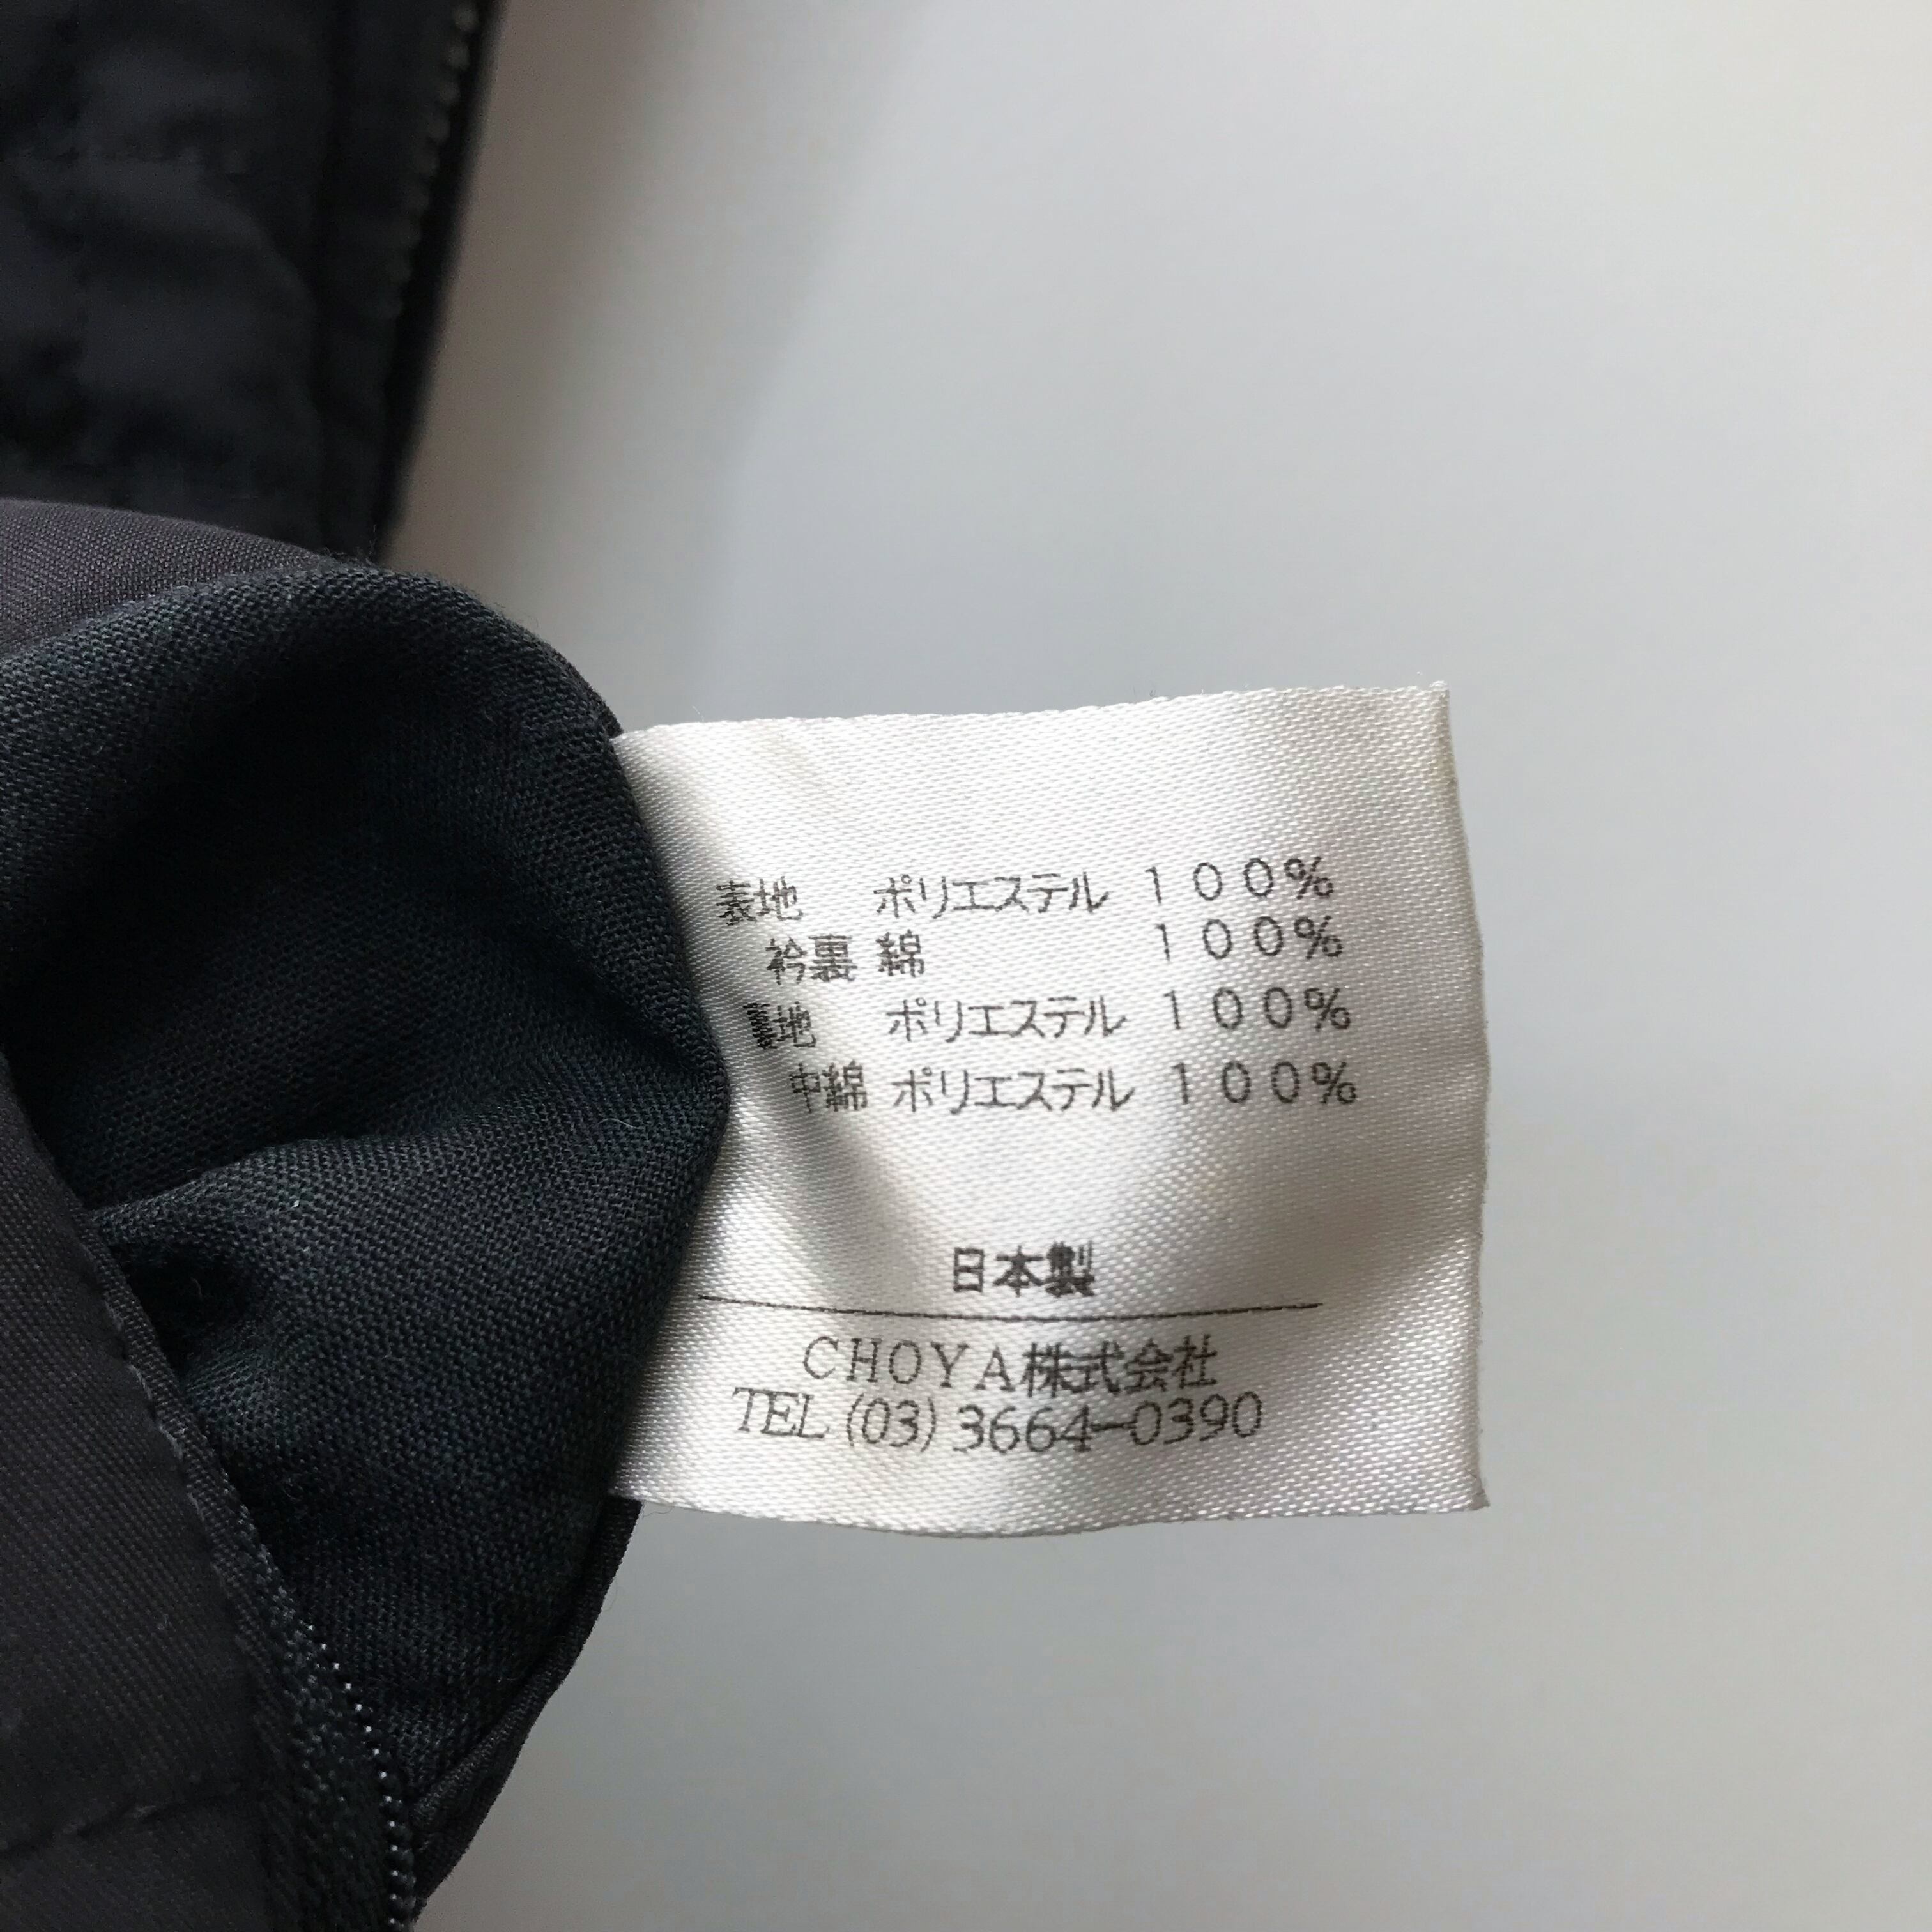 表地 ポリエステル 100%
衿裏 綿 100%
裏地 ポリエステル 100%
中綿 ポリエステル 100%
日本製
CHOYA株式会社
TEL (03) 3664-0390